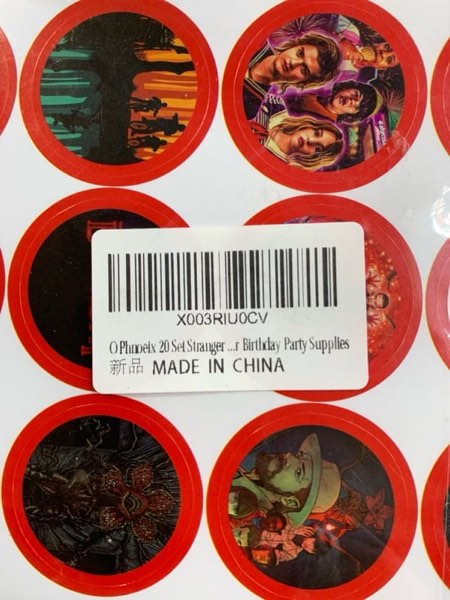 X003RIU0CV
O Phnoeix 20 Set Stranger ...r Birthday Party Supplies
新品 MADE IN CHINA